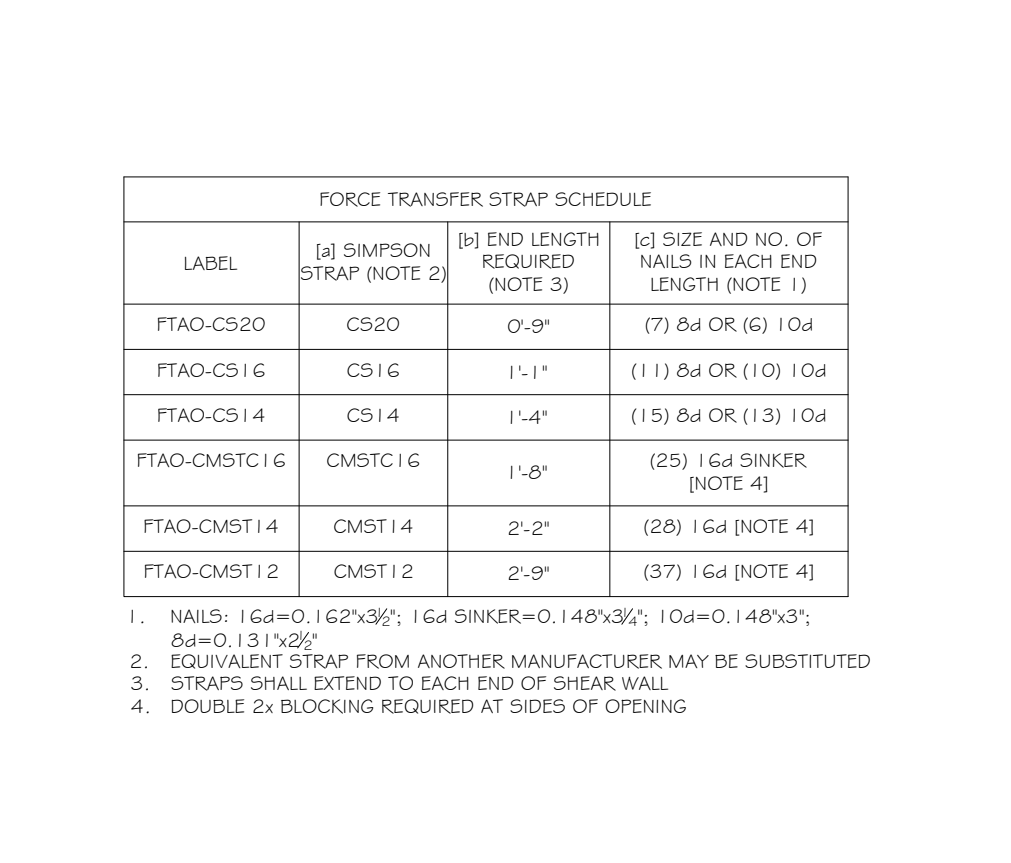 FORCE TRANSFER STRAP SCHEDULE
LABEL
[a] SIMPSON
STRAP (NOTE 2)
[b] END LENGTH
REQUIRED
(NOTE 3)
[c] SIZE AND NO. OF
NAILS IN EACH END
LENGTH (NOTE 1)
FTAO-CS20 CS20 0'-9" (7) 8d OR (6) 10d
FTAO-CS16 CS16 1'-1" (11) 8d OR (10) 10d
FTAO-CS14 CS14 1'-4" (15) 8d OR (13) 10d
FTAO-CMSTC16 CMSTC16 1'-8" (25) 16d SINKER
[NOTE 4]
FTAO-CMST14 CMST14 2'-2" (28) 16d [NOTE 4]
FTAO-CMST12 CMST12 2'-9" (37) 16d [NOTE 4]
1. NAILS: 16d=0.162"x3½"; 16d SINKER=0.148"x3¼"; 10d=0.148"x3";
8d=0.131"x2½"
2. EQUIVALENT STRAP FROM ANOTHER MANUFACTURER MAY BE SUBSTITUTED
3. STRAPS SHALL EXTEND TO EACH END OF SHEAR WALL
4. DOUBLE 2x BLOCKING REQUIRED AT SIDES OF OPENING